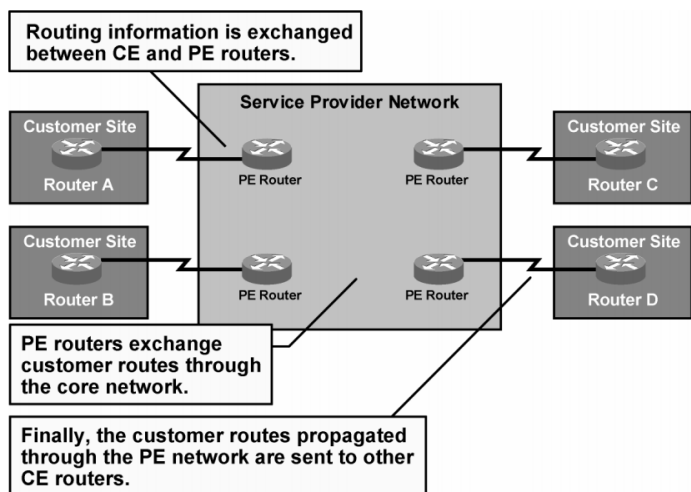 Routing information is exchanged
between CE and PE routers.
Service Provider Network
Customer Site
Router A
PE Router
PE Router
Customer Site
Router C
Customer Site
Router B
PE Router
PE Router
Customer Site
Router D
PE routers exchange
customer routes through
the core network.
Finally, the customer routes propagated
through the PE network are sent to other
CE routers.